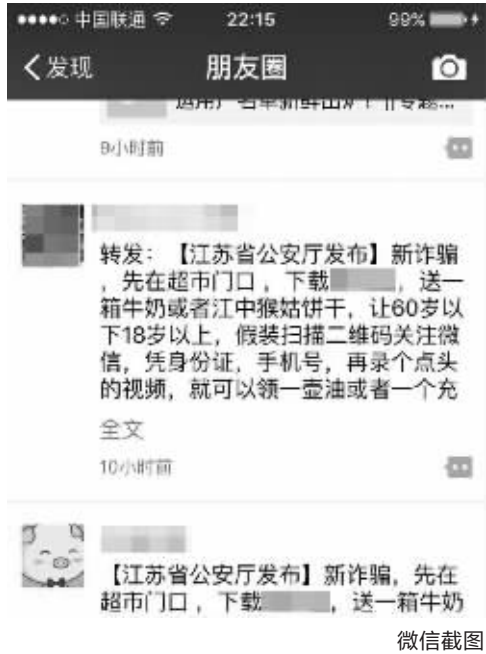 中国联通 22:15 99%
发现 朋友圈
9小时前
转发：【江苏省公安厅发布】新诈骗
，先在超市门口，下载，送一
箱牛奶或者江中猴姑饼干，让60岁以
下18岁以上，假装扫描二维码关注微
信，凭身份证，手机号，再录个点头
的视频，就可以领一壶油或者一个充
全文
10小时前
【江苏省公安厅发布】新诈骗，先在
超市门口，下载，送一箱牛奶
微信截图